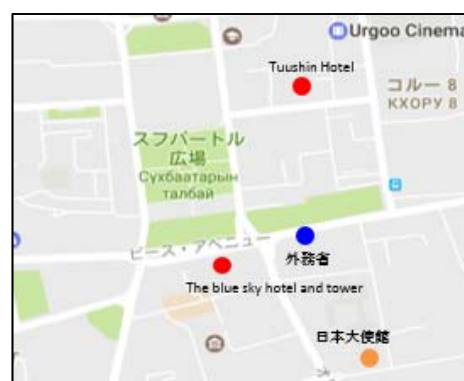 Urgoo Cinema
Tuushin Hotel
コルー 8
КХОРУ 8
スフバートル
広場
Сүхбаатарын
талбай
ピース・アベニュー
外務省
The blue sky hotel and tower
日本大使館